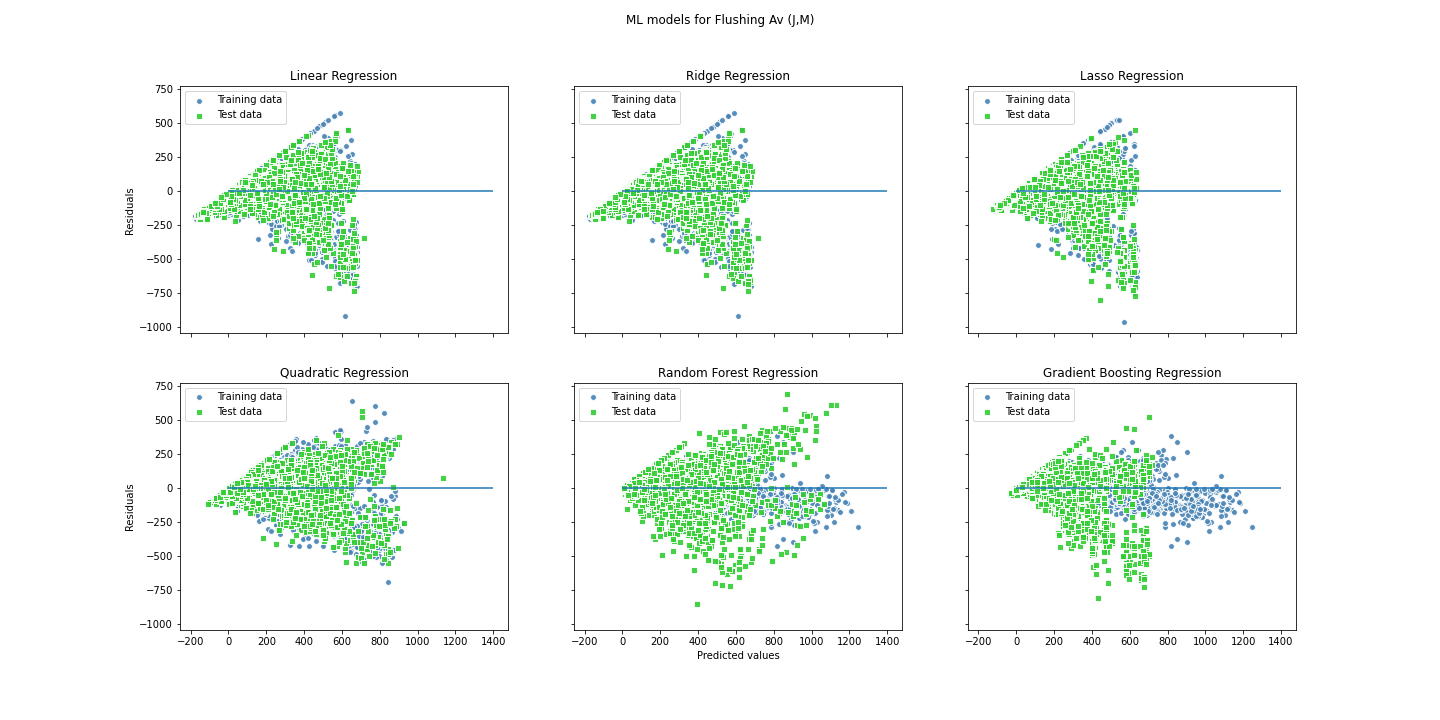 ML models for Flushing Av (J,M)
Linear Regression
Ridge Regression
Lasso Regression
Training data
Test data
Training data
Test data
Training data
Test data
750
500
250
0
−250
−500
−750
−1000
Residuals
Quadratic Regression
Random Forest Regression
Gradient Boosting Regression
Training data
Test data
Training data
Test data
Training data
Test data
750
500
250
0
−250
−500
−750
−1000
Residuals
−200 0 200 400 600 800 1000 1200 1400
−200 0 200 400 600 800 1000 1200 1400
−200 0 200 400 600 800 1000 1200 1400
Predicted values